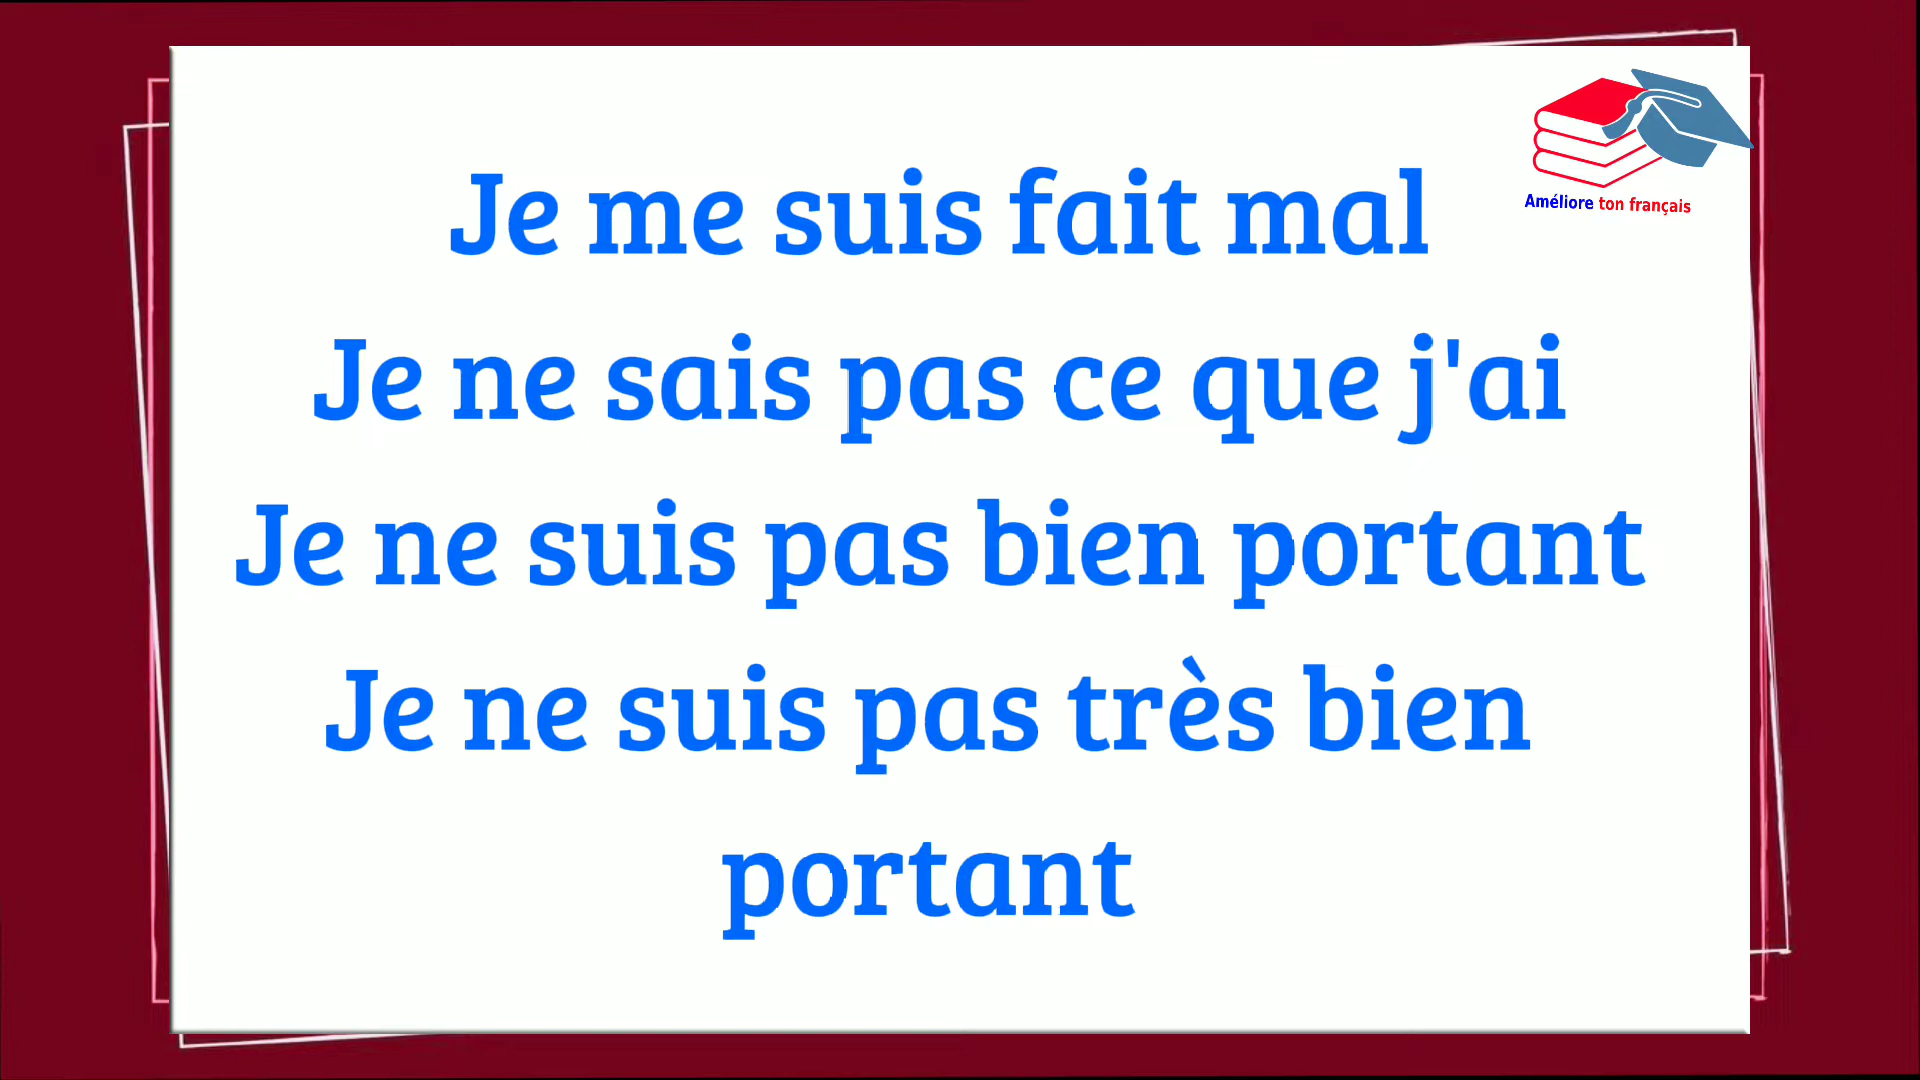 Je me suis fait mal
Améliore ton français
Je ne sais pas ce que j'ai
Je ne suis pas bien portant
Je ne suis pas très bien
portant